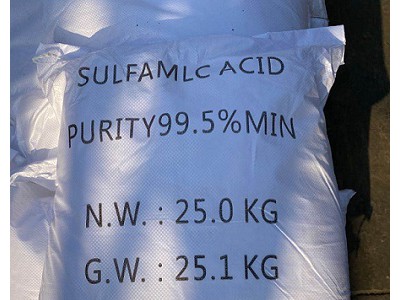 SULFAMLC ACID
PURITY99.5%MIN
N.W. : 25.0 KG
G.W. : 25.1 KG